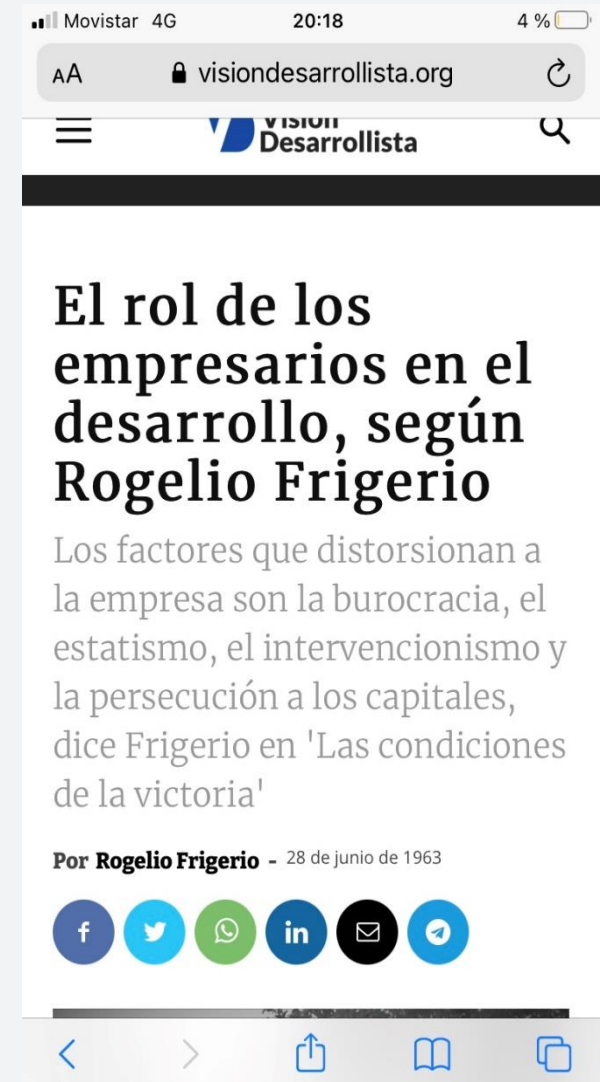 Movistar 4G 20:18 4 %
AA visiondesarrollista.org
Visión
Desarrollista
El rol de los
empresarios en el
desarrollo, según
Rogelio Frigerio
Los factores que distorsionan a
la empresa son la burocracia, el
estatismo, el intervencionismo y
la persecución a los capitales,
dice Frigerio en 'Las condiciones
de la victoria'
Por Rogelio Frigerio - 28 de junio de 1963
f in